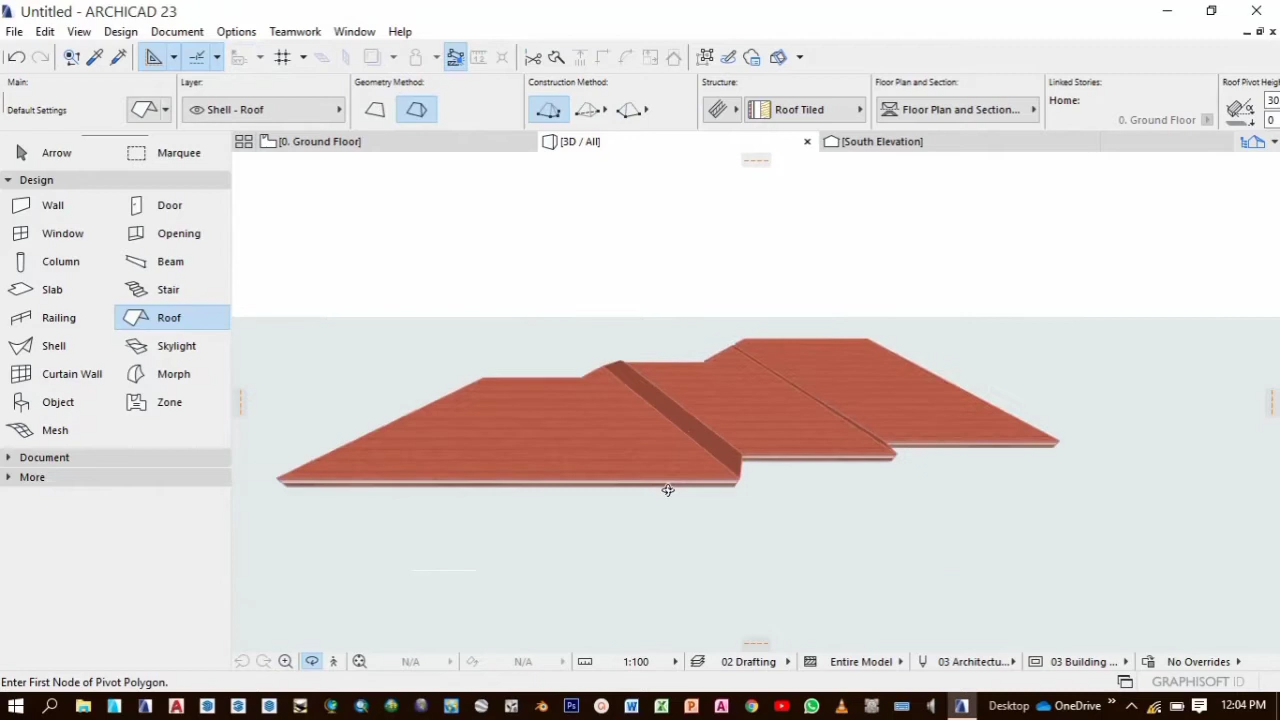 Untitled - ARCHICAD 23
File Edit View Design Document Options Teamwork Window Help
Main: Layer: Geometry Method: Construction Method: Structure: Floor Plan and Section: Linked Stories: Roof Pivot Heig
Default Settings Shell - Roof Roof Tiled Floor Plan and Section... Home: 30
0. Ground Floor 0
[0. Ground Floor] [3D / All] [South Elevation]
Arrow Marquee
Design
Wall Door
Window Opening
Column Beam
Slab Stair
Railing Roof
Shell Skylight
Curtain Wall Morph
Object Zone
Mesh
Document
More
N/A N/A 1:100 02 Drafting Entire Model 03 Architectu... 03 Building ... No Overrides
Enter First Node of Pivot Polygon. GRAPHISOFT ID
Desktop OneDrive 12:04 PM